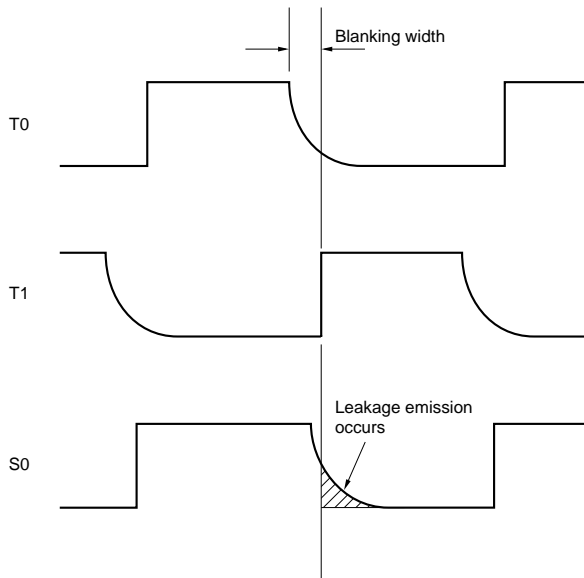 Blanking width
T0
T1
Leakage emission
occurs
S0